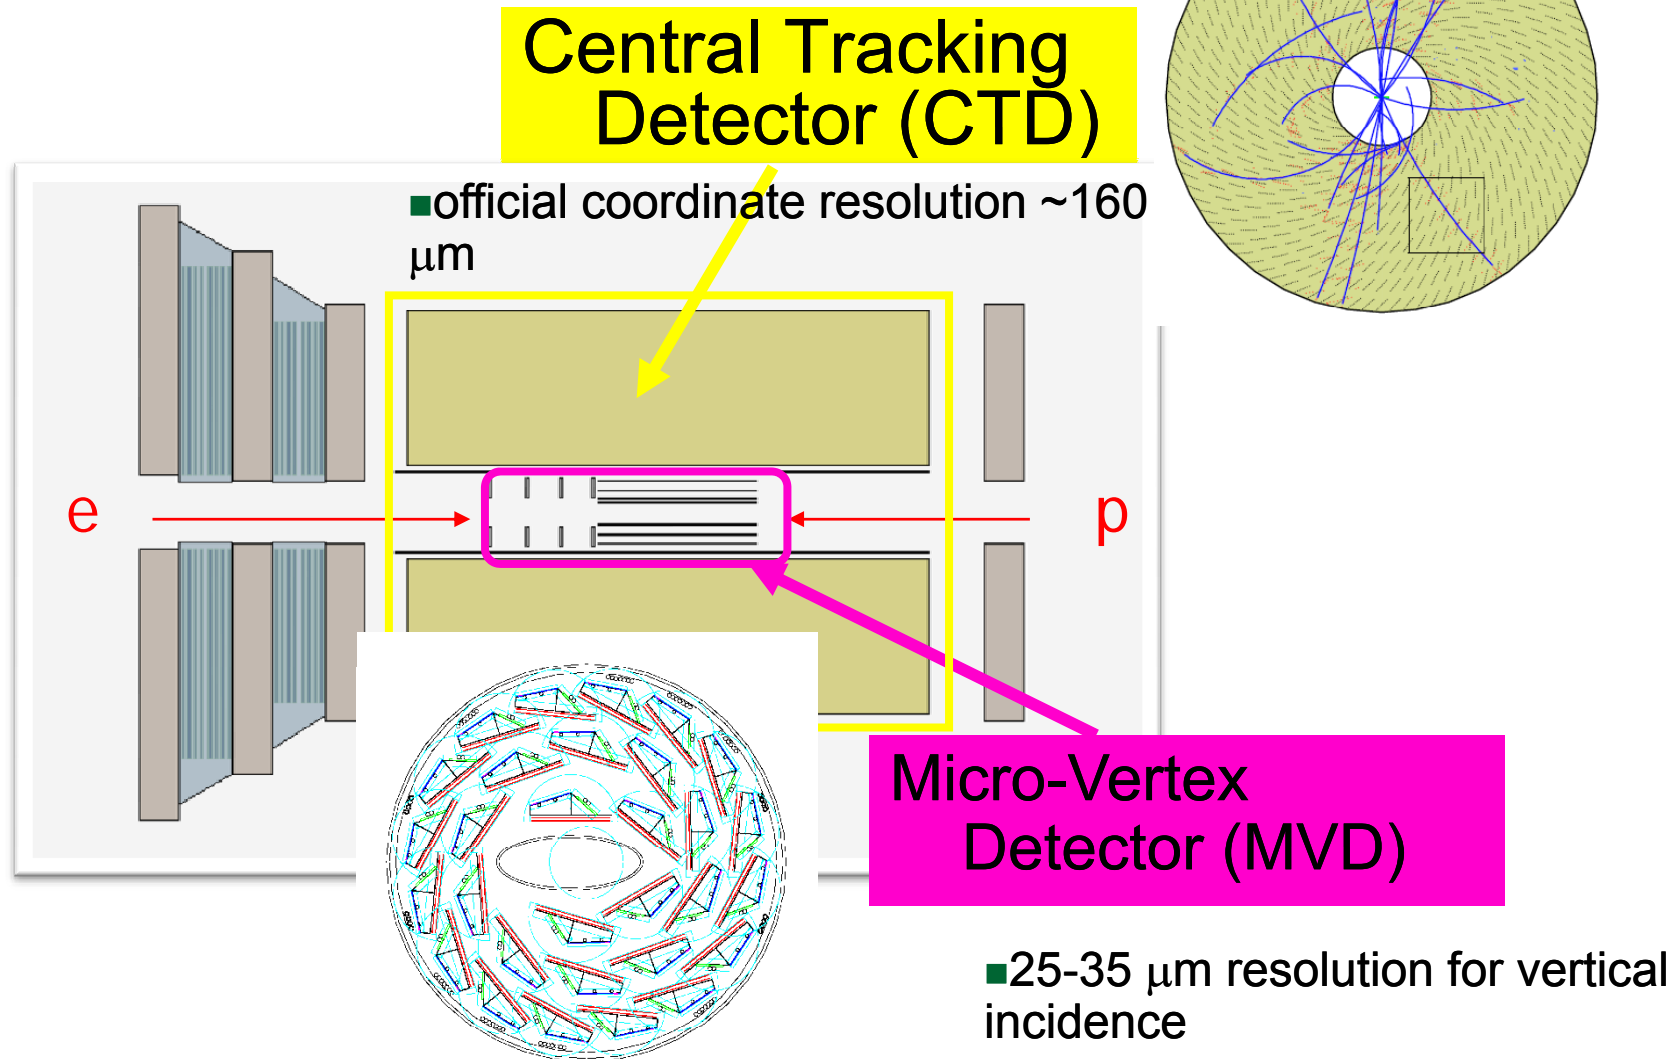 Central Tracking
Detector (CTD)
■official coordinate resolution ~160
μm
e
p
Micro-Vertex
Detector (MVD)
■25-35 μm resolution for vertical
incidence